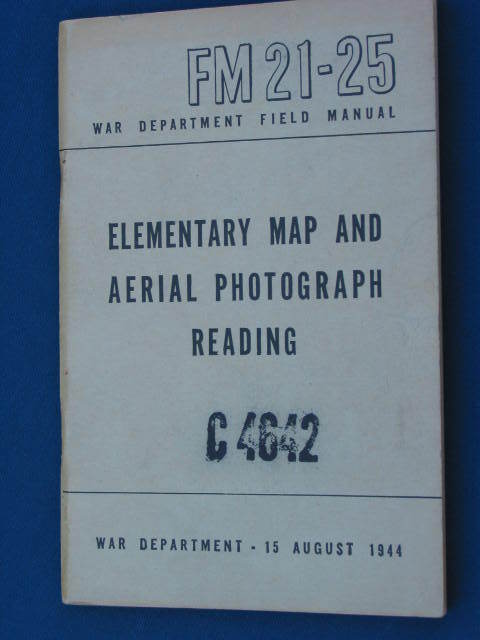 FM 21-25
WAR DEPARTMENT FIELD MANUAL
ELEMENTARY MAP AND
AERIAL PHOTOGRAPH
READING
C 4642
WAR DEPARTMENT - 15 AUGUST 1944